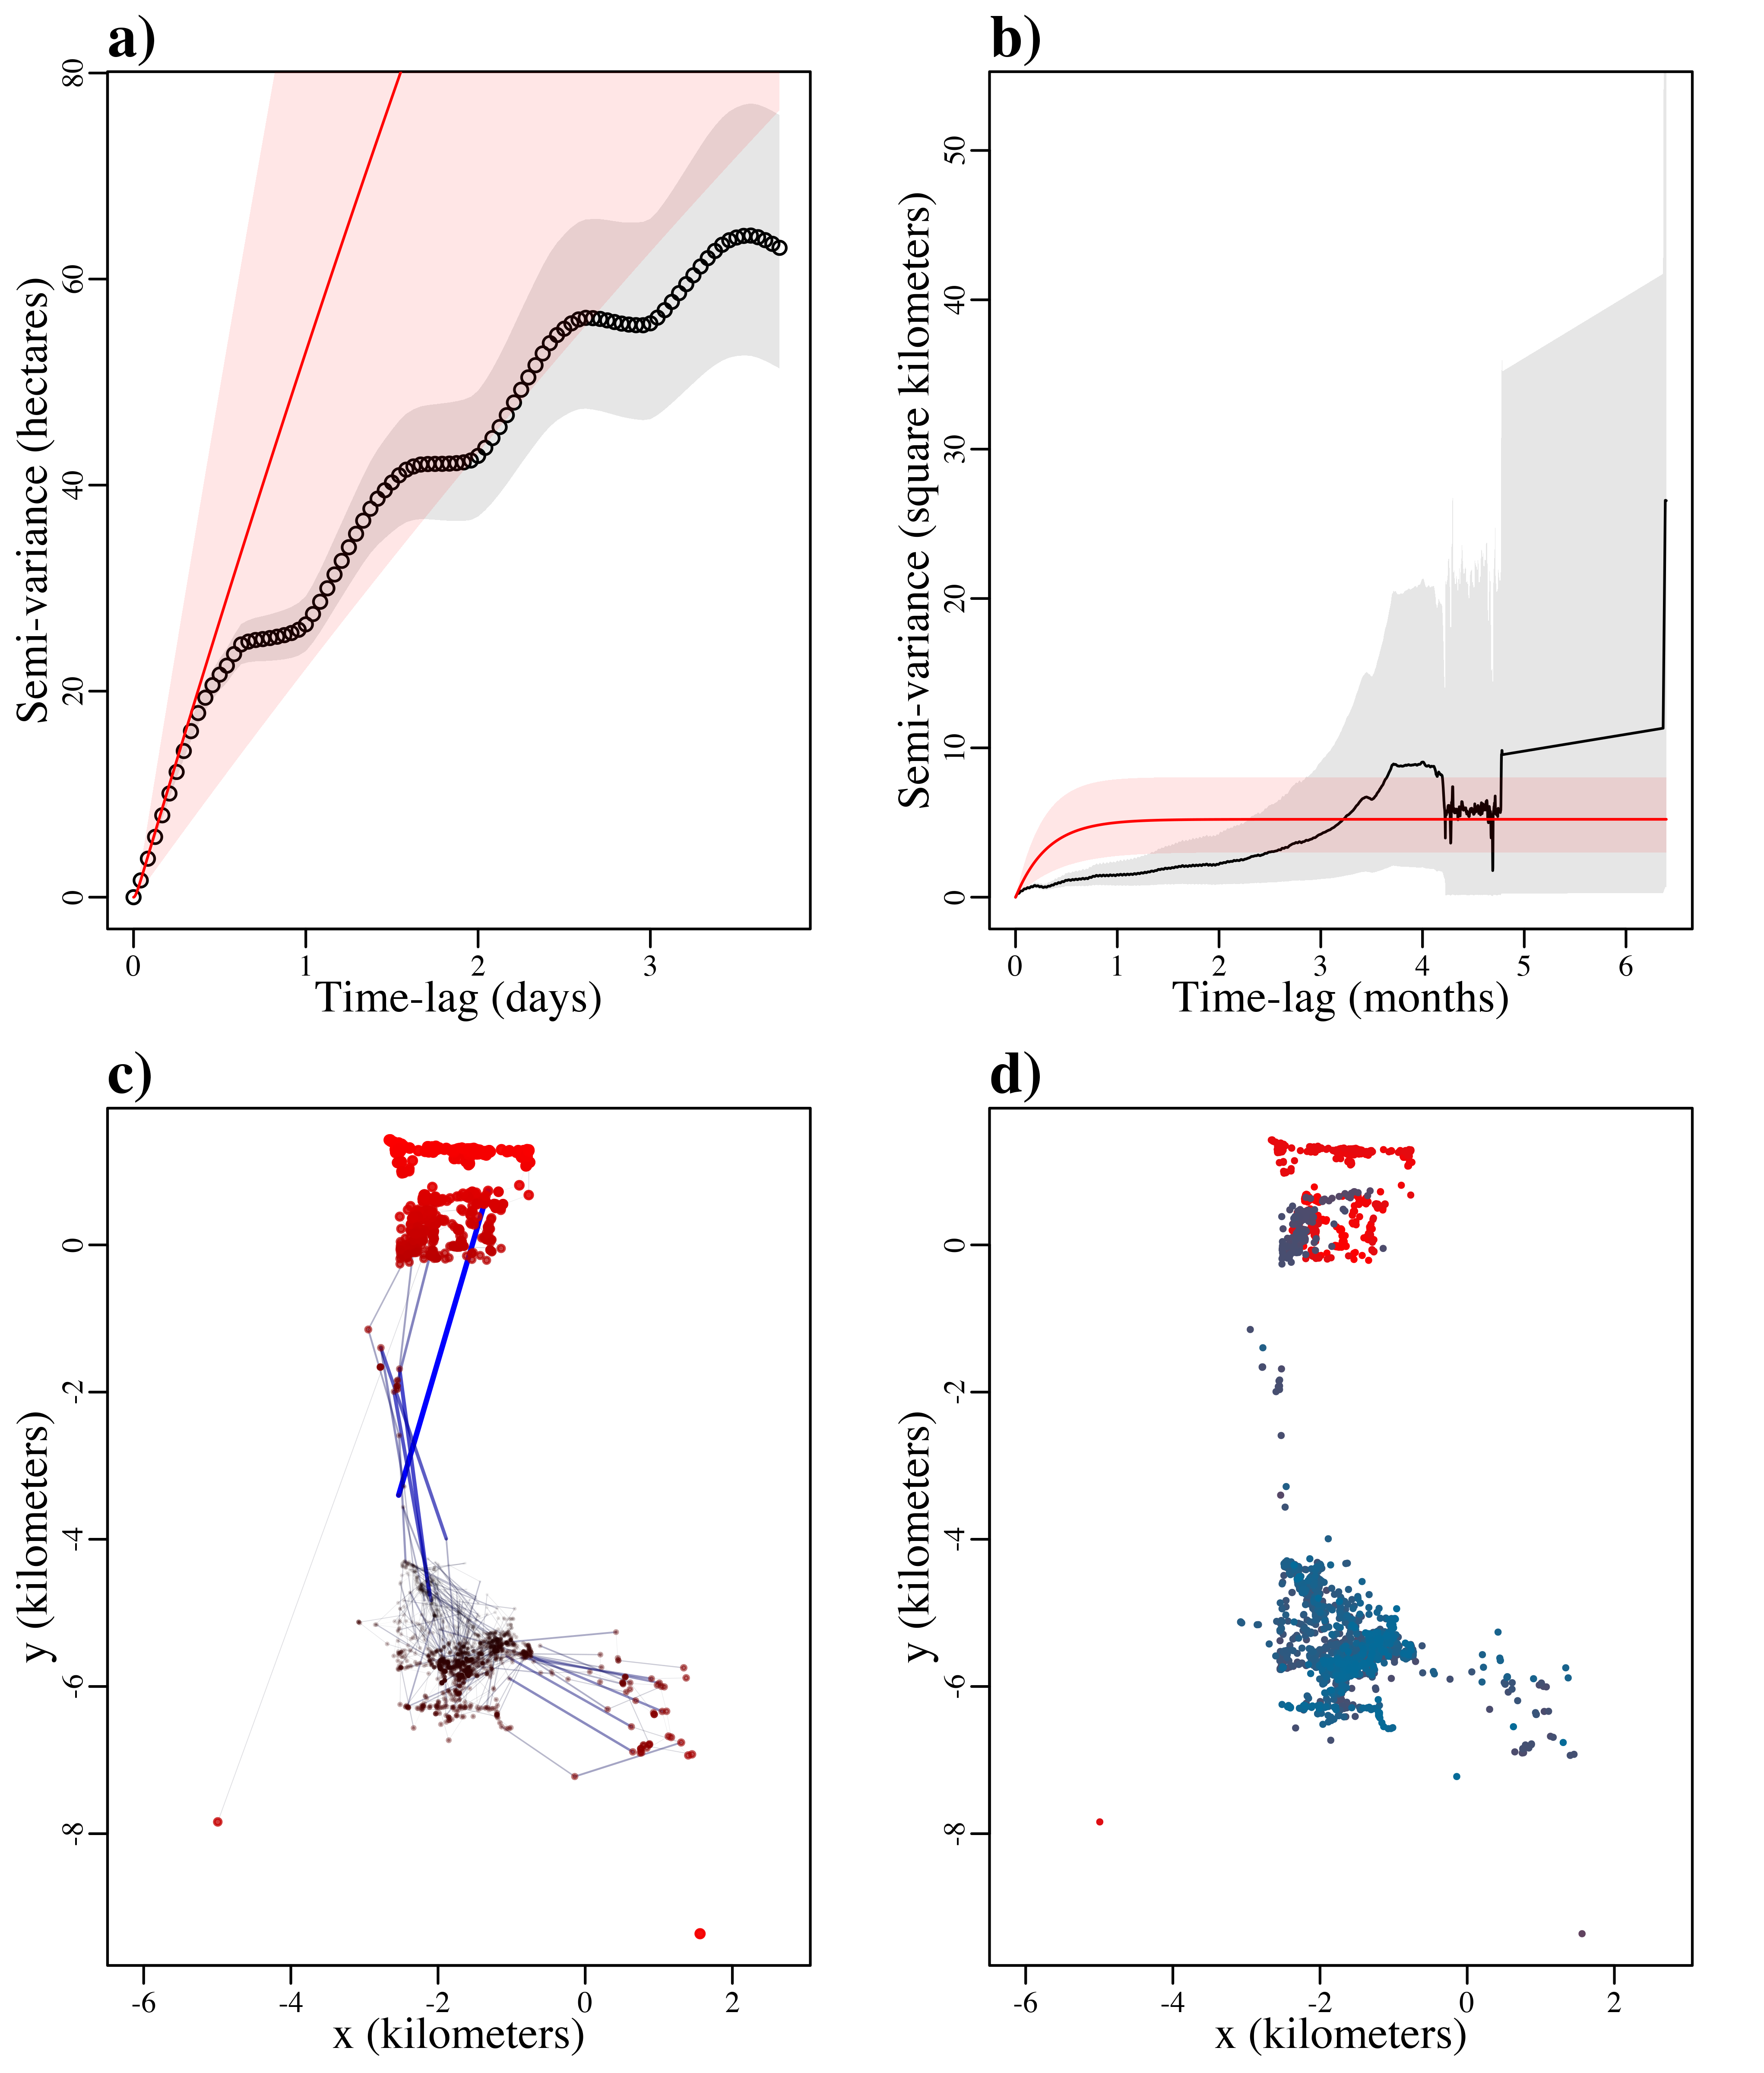 a)
80
60
40
20
0
Semi-variance (hectares)
0 1 2 3
Time-lag (days)
b)
50
40
30
20
10
0
Semi-variance (square kilometers)
0 1 2 3 4 5 6
Time-lag (months)
c)
0
-2
-4
-6
-8
y (kilometers)
-6 -4 -2 0 2
x (kilometers)
d)
0
-2
-4
-6
-8
y (kilometers)
-6 -4 -2 0 2
x (kilometers)